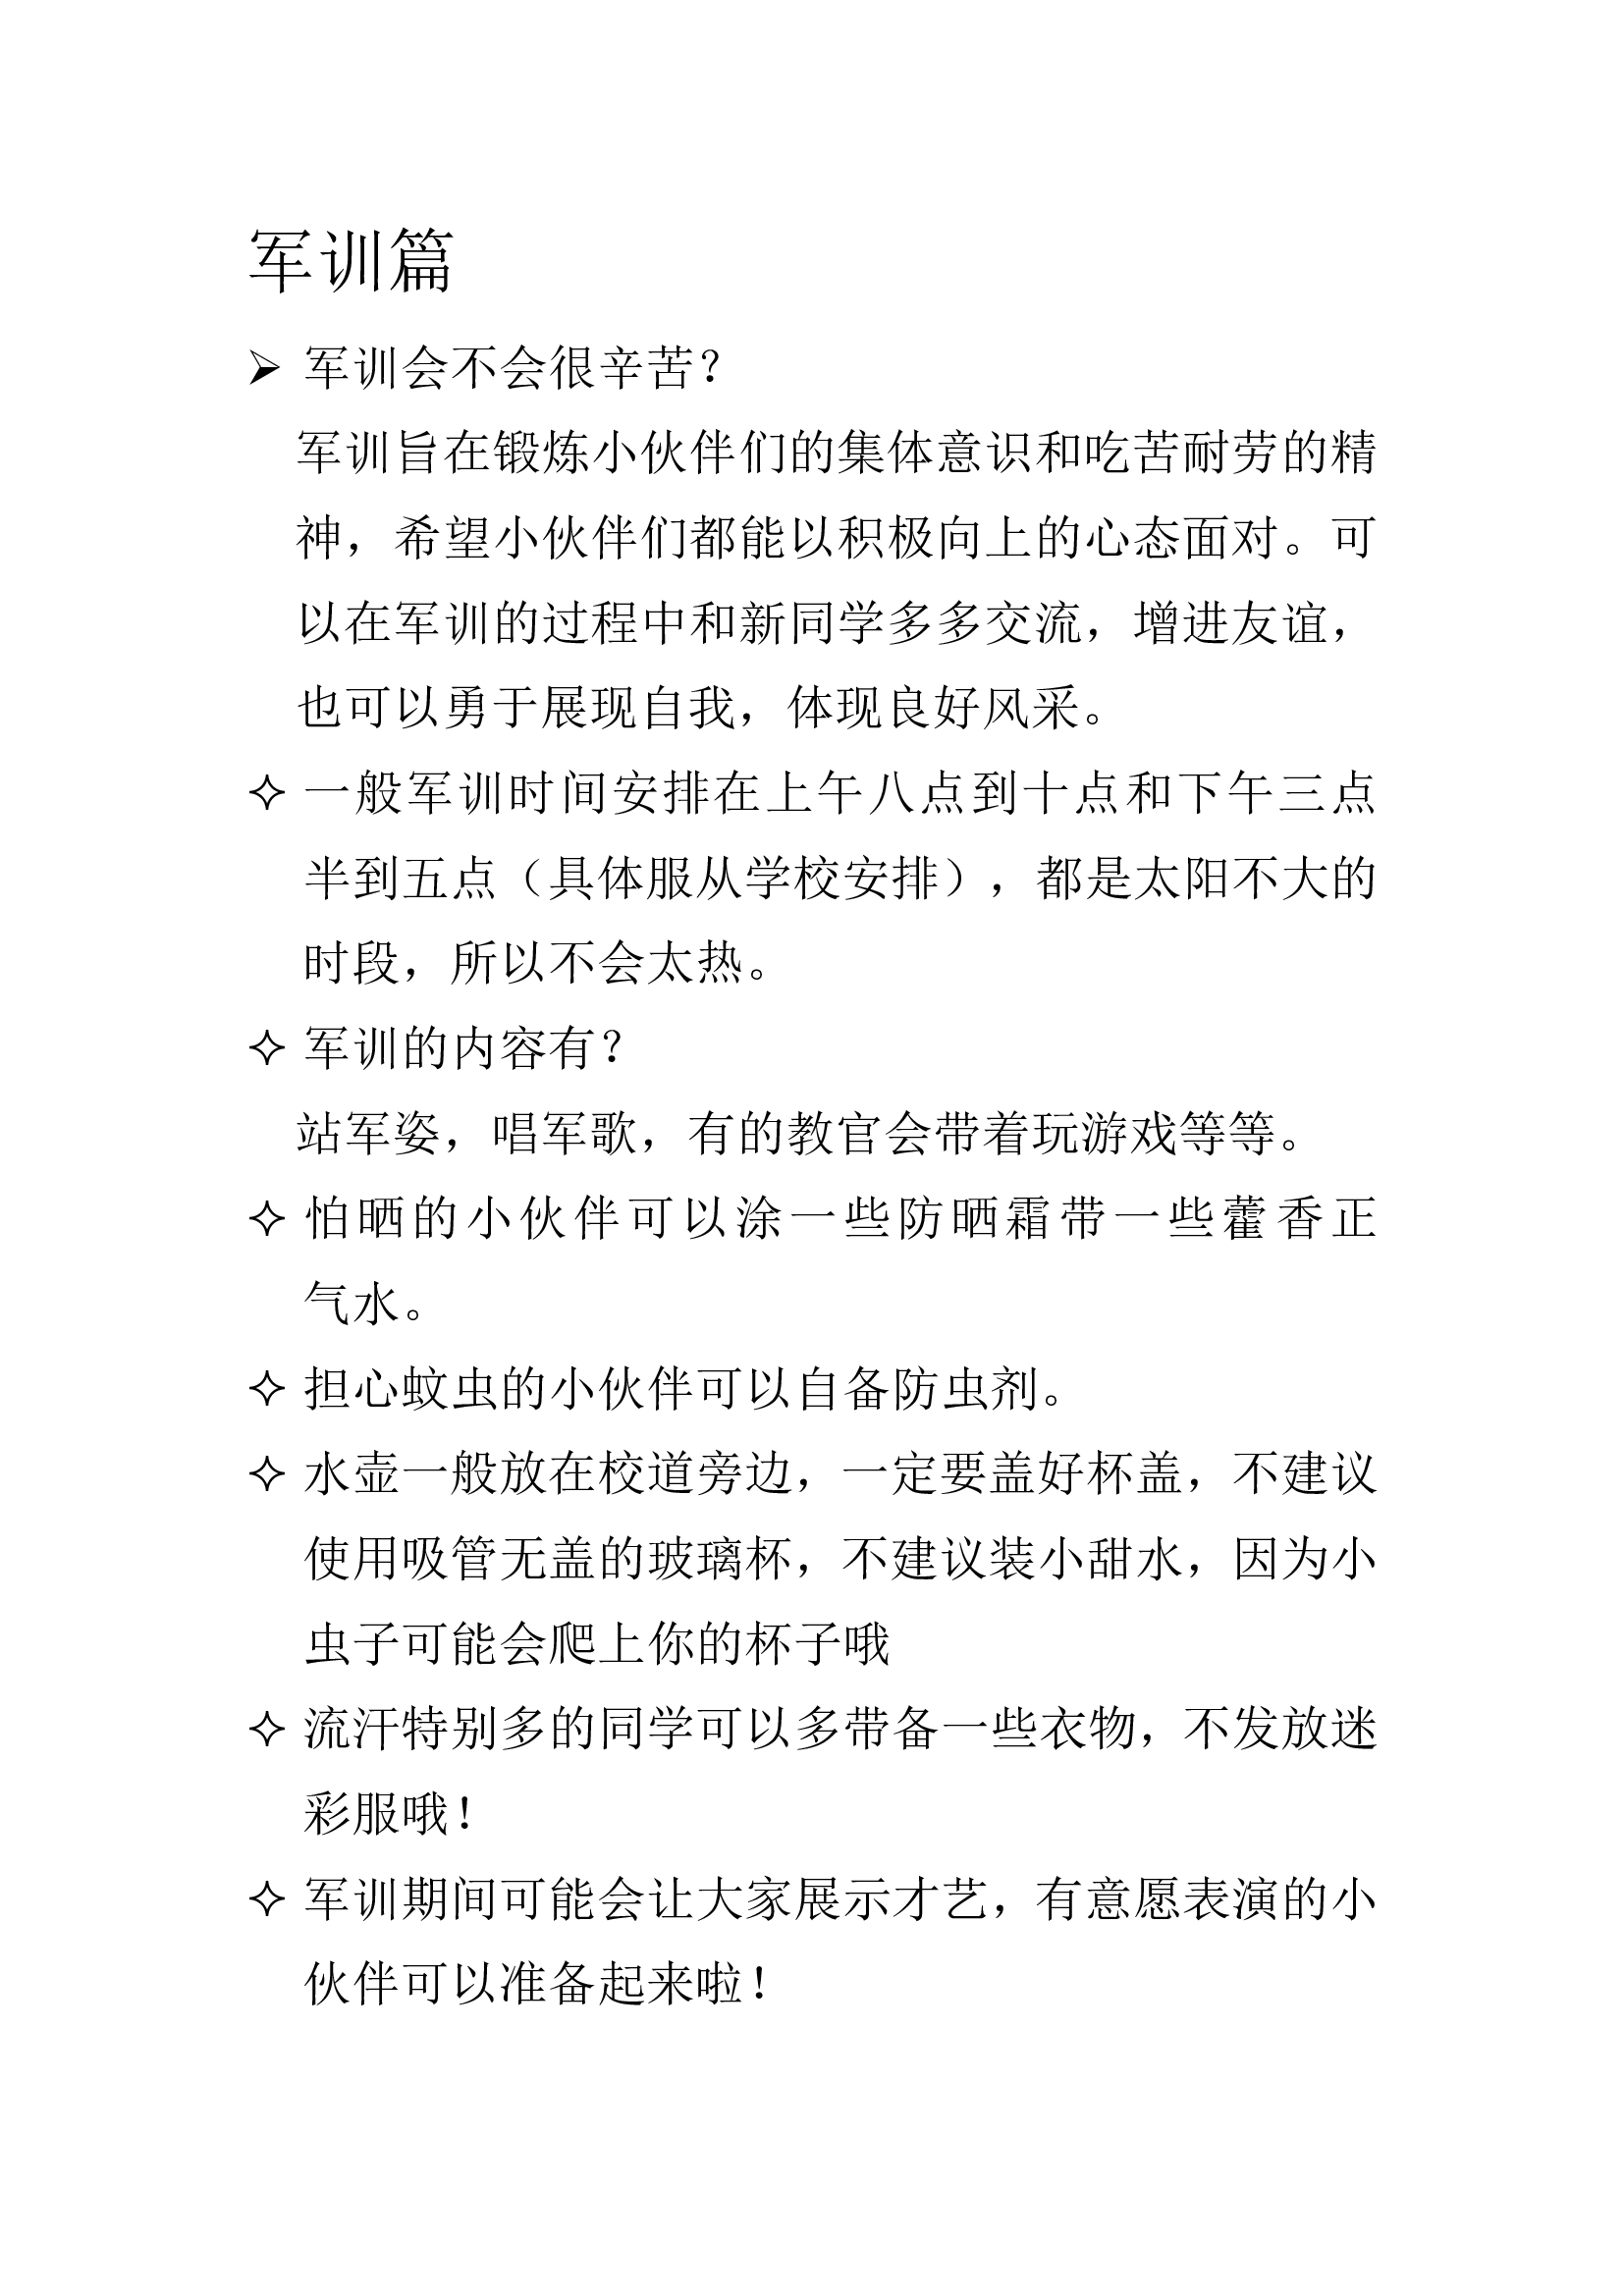 军训篇
➢ 军训会不会很辛苦？
军训旨在锻炼小伙伴们的集体意识和吃苦耐劳的精
神，希望小伙伴们都能以积极向上的心态面对。可
以在军训的过程中和新同学多多交流，增进友谊，
也可以勇于展现自我，体现良好风采。
✧ 一般军训时间安排在上午八点到十点和下午三点
半到五点（具体服从学校安排），都是太阳不大的
时段，所以不会太热。
✧ 军训的内容有？
站军姿，唱军歌，有的教官会带着玩游戏等等。
✧ 怕晒的小伙伴可以涂一些防晒霜带一些藿香正
气水。
✧ 担心蚊虫的小伙伴可以自备防虫剂。
✧ 水壶一般放在校道旁边，一定要盖好杯盖，不建议
使用吸管无盖的玻璃杯，不建议装小甜水，因为小
虫子可能会爬上你的杯子哦
✧ 流汗特别多的同学可以多带备一些衣物，不发放迷
彩服哦！
✧ 军训期间可能会让大家展示才艺，有意愿表演的小
伙伴可以准备起来啦！